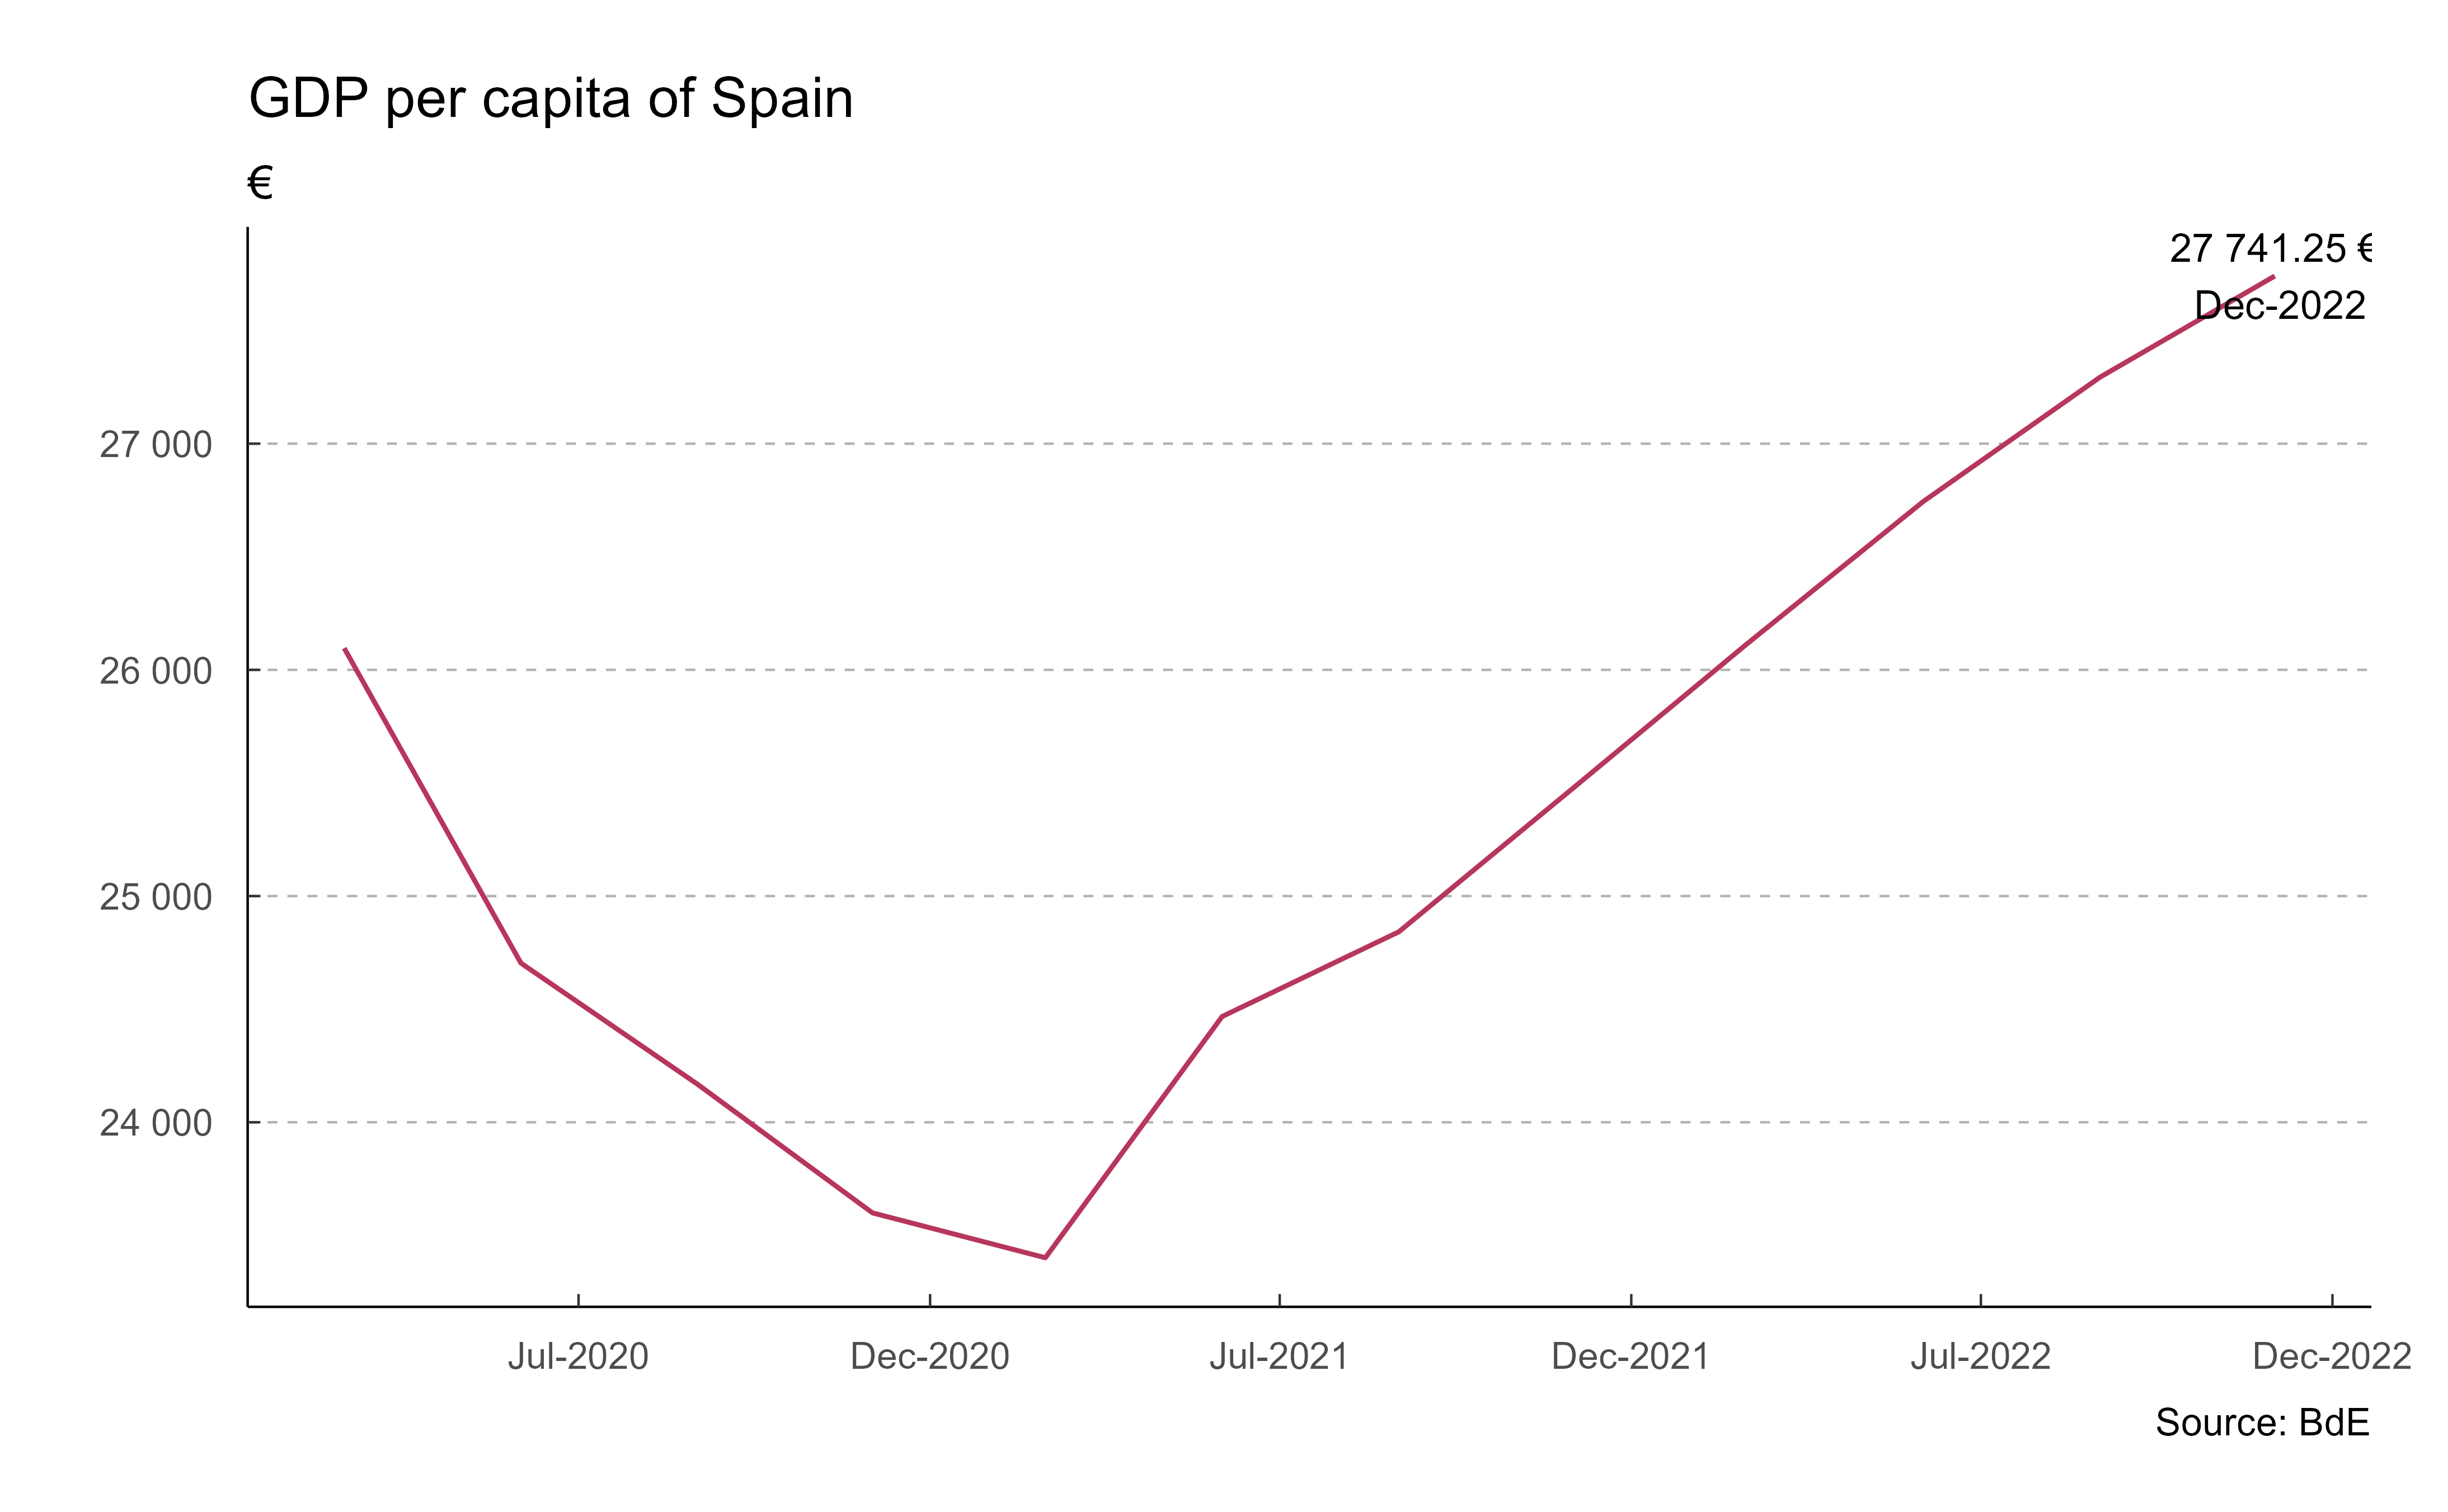 GDP per capita of Spain
€
27 741.25 €
Dec-2022
27 000
26 000
25 000
24 000
Jul-2020 Dec-2020 Jul-2021 Dec-2021 Jul-2022 Dec-2022
Source: BdE